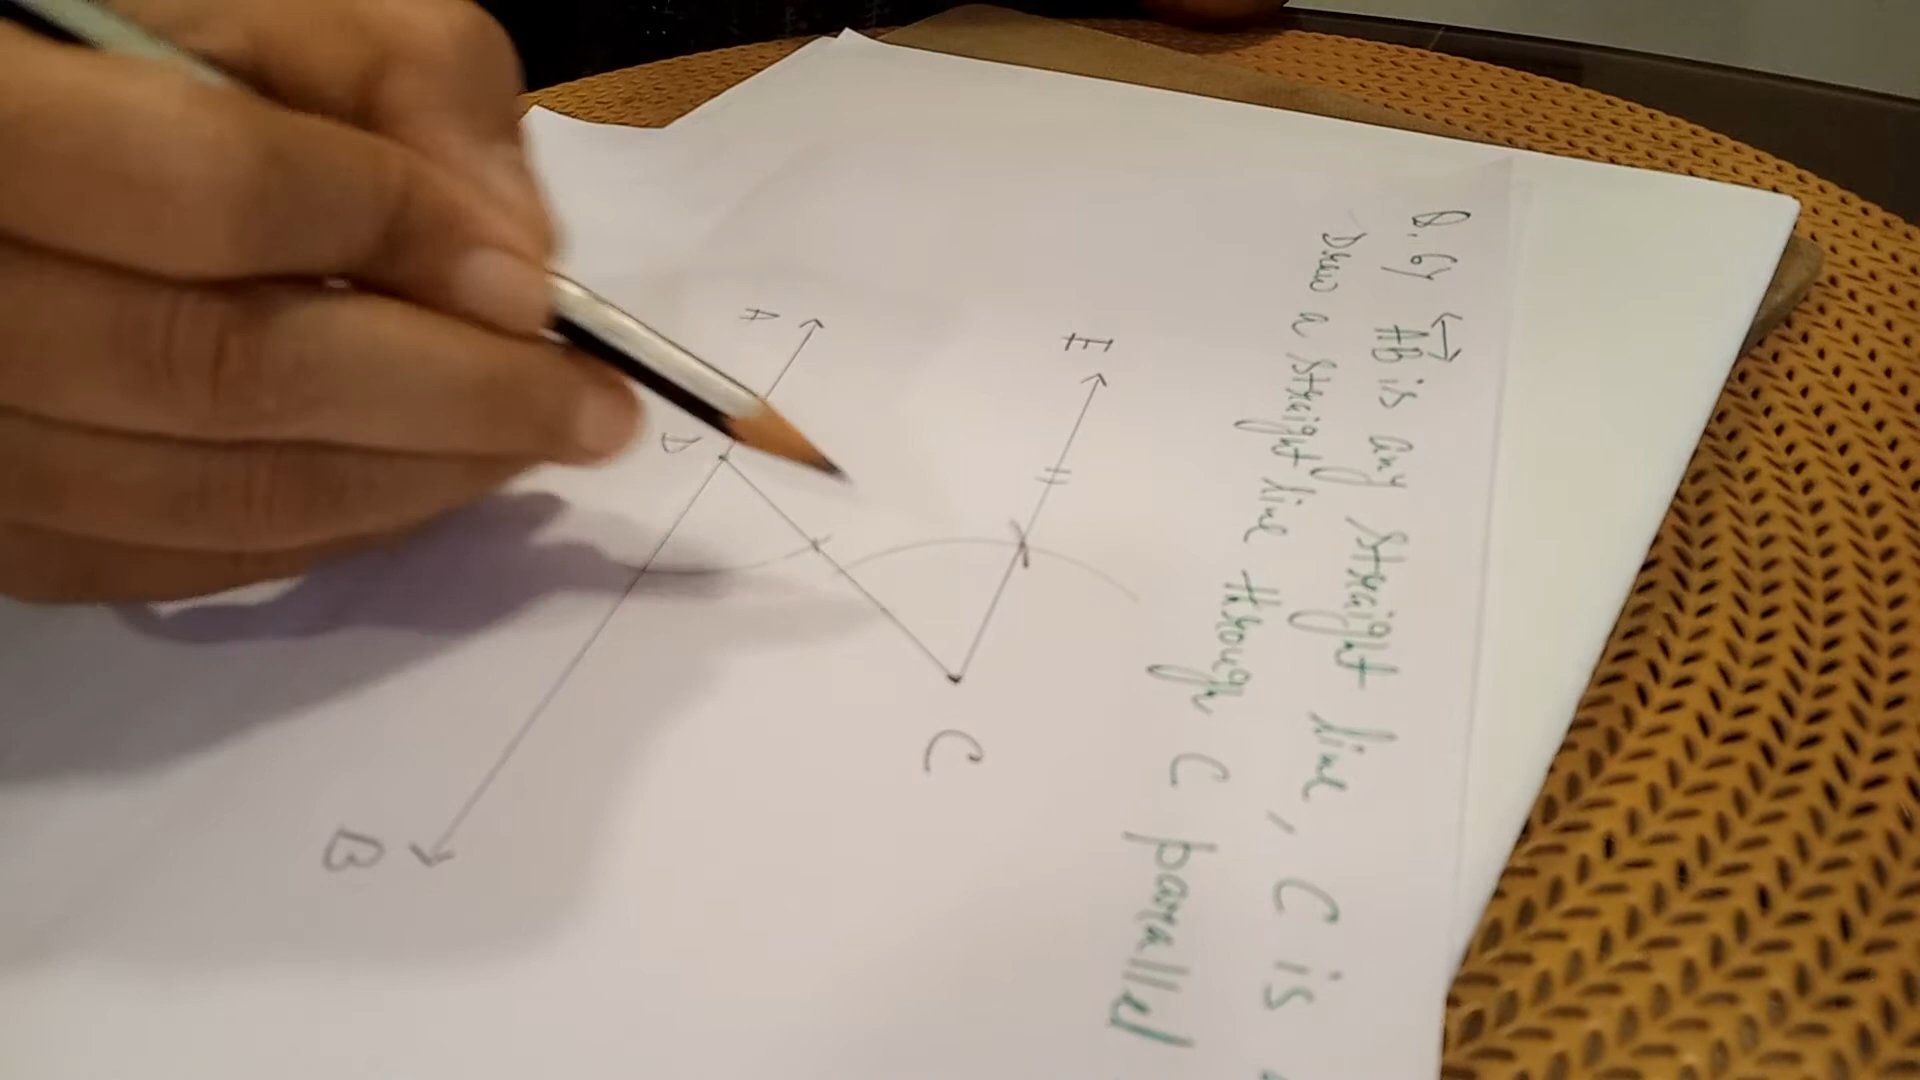 Q.6) AB is any straight line, C is
Draw a straight line through C parallel
E
A
D
C
B